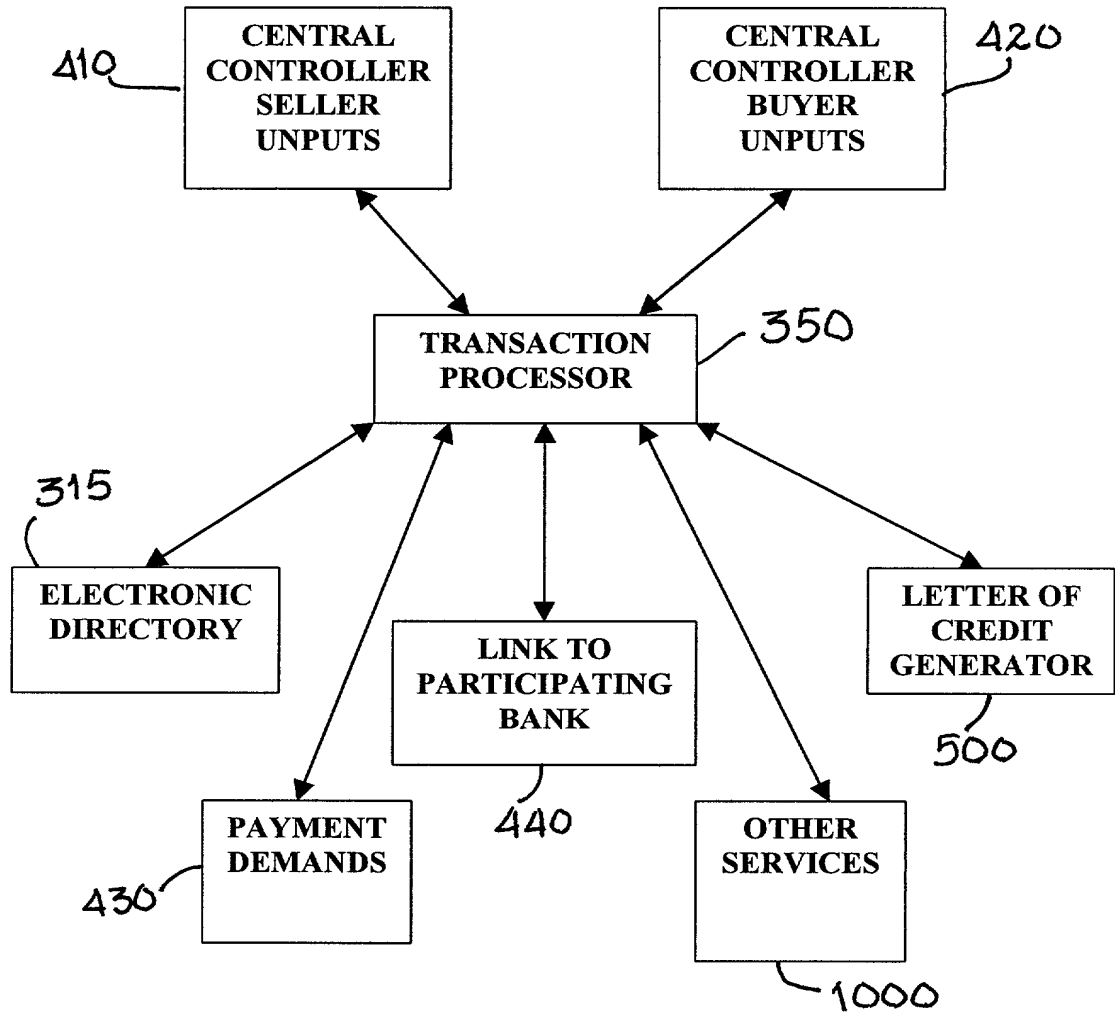 410
CENTRAL
CONTROLLER
SELLER
UNPUTS
CENTRAL
CONTROLLER
BUYER
UNPUTS
420
TRANSACTION
PROCESSOR
350
315
ELECTRONIC
DIRECTORY
LINK TO
PARTICIPATING
BANK
440
LETTER OF
CREDIT
GENERATOR
500
PAYMENT
DEMANDS
430
OTHER
SERVICES
1000